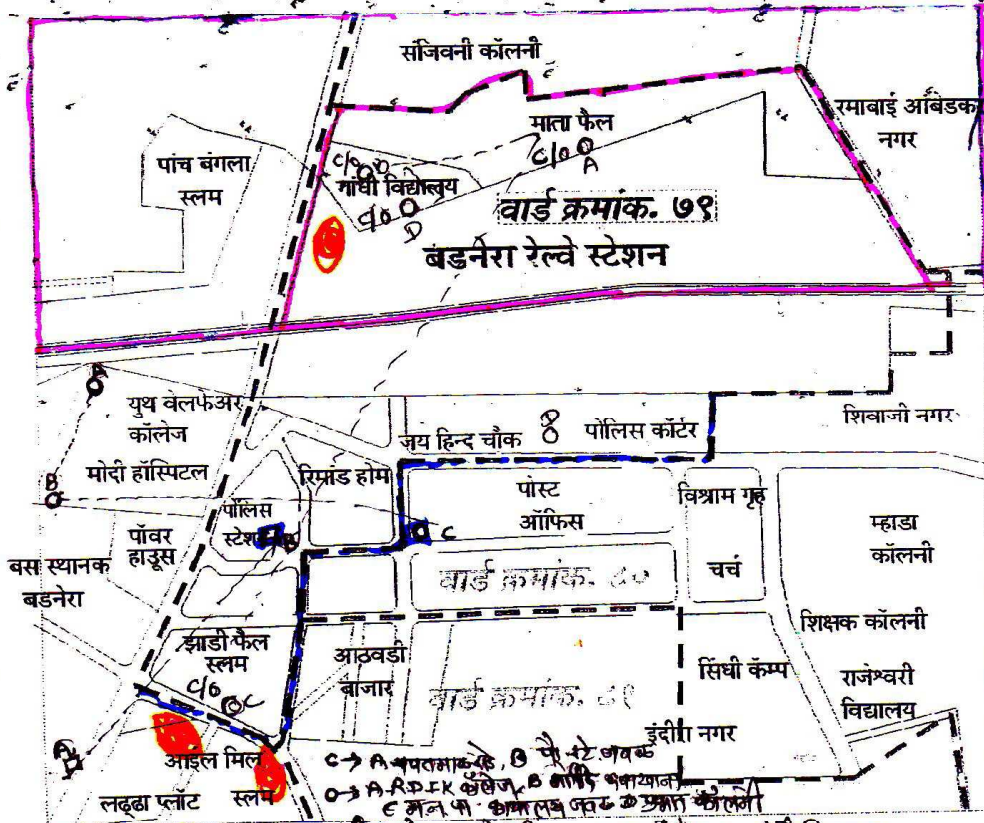 संजिवनी कॉलनी
माता फैल
रमाबाई आंबेडकर
नगर
पांच बंगला
स्लम
गांधी विद्यालय
C/o
C/o
A
C/o
D
वार्ड क्रमांक. ७९
बडनेरा रेल्वे स्टेशन
A
युथ वेलफेअर
कॉलेज
जय हिन्द चौक
पोलिस कॉर्टर
शिवाजी नगर
मोदी हॉस्पिटल
B
रिमांड होम
पोस्ट
ऑफिस
विश्राम गृह
पोलिस
स्टेशन
B
C
म्हाडा
कॉलनी
पॉवर
हाडूस
बस स्थानक
बडनेरा
वार्ड क्रमांक. ८०
चर्च
झाडी फैल
स्लम
आठवडी
बाजार
शिक्षक कॉलनी
सिंधी कॅम्प
राजेश्वरी
विद्यालय
C/o
C
वार्ड क्रमांक. ८१
इंदीरा नगर
A
आईल मिल
स्लम
लढ्ढा प्लॉट
C → A
B
O → A. R.D.I.K कॉलेज, B
C म.न.पा.